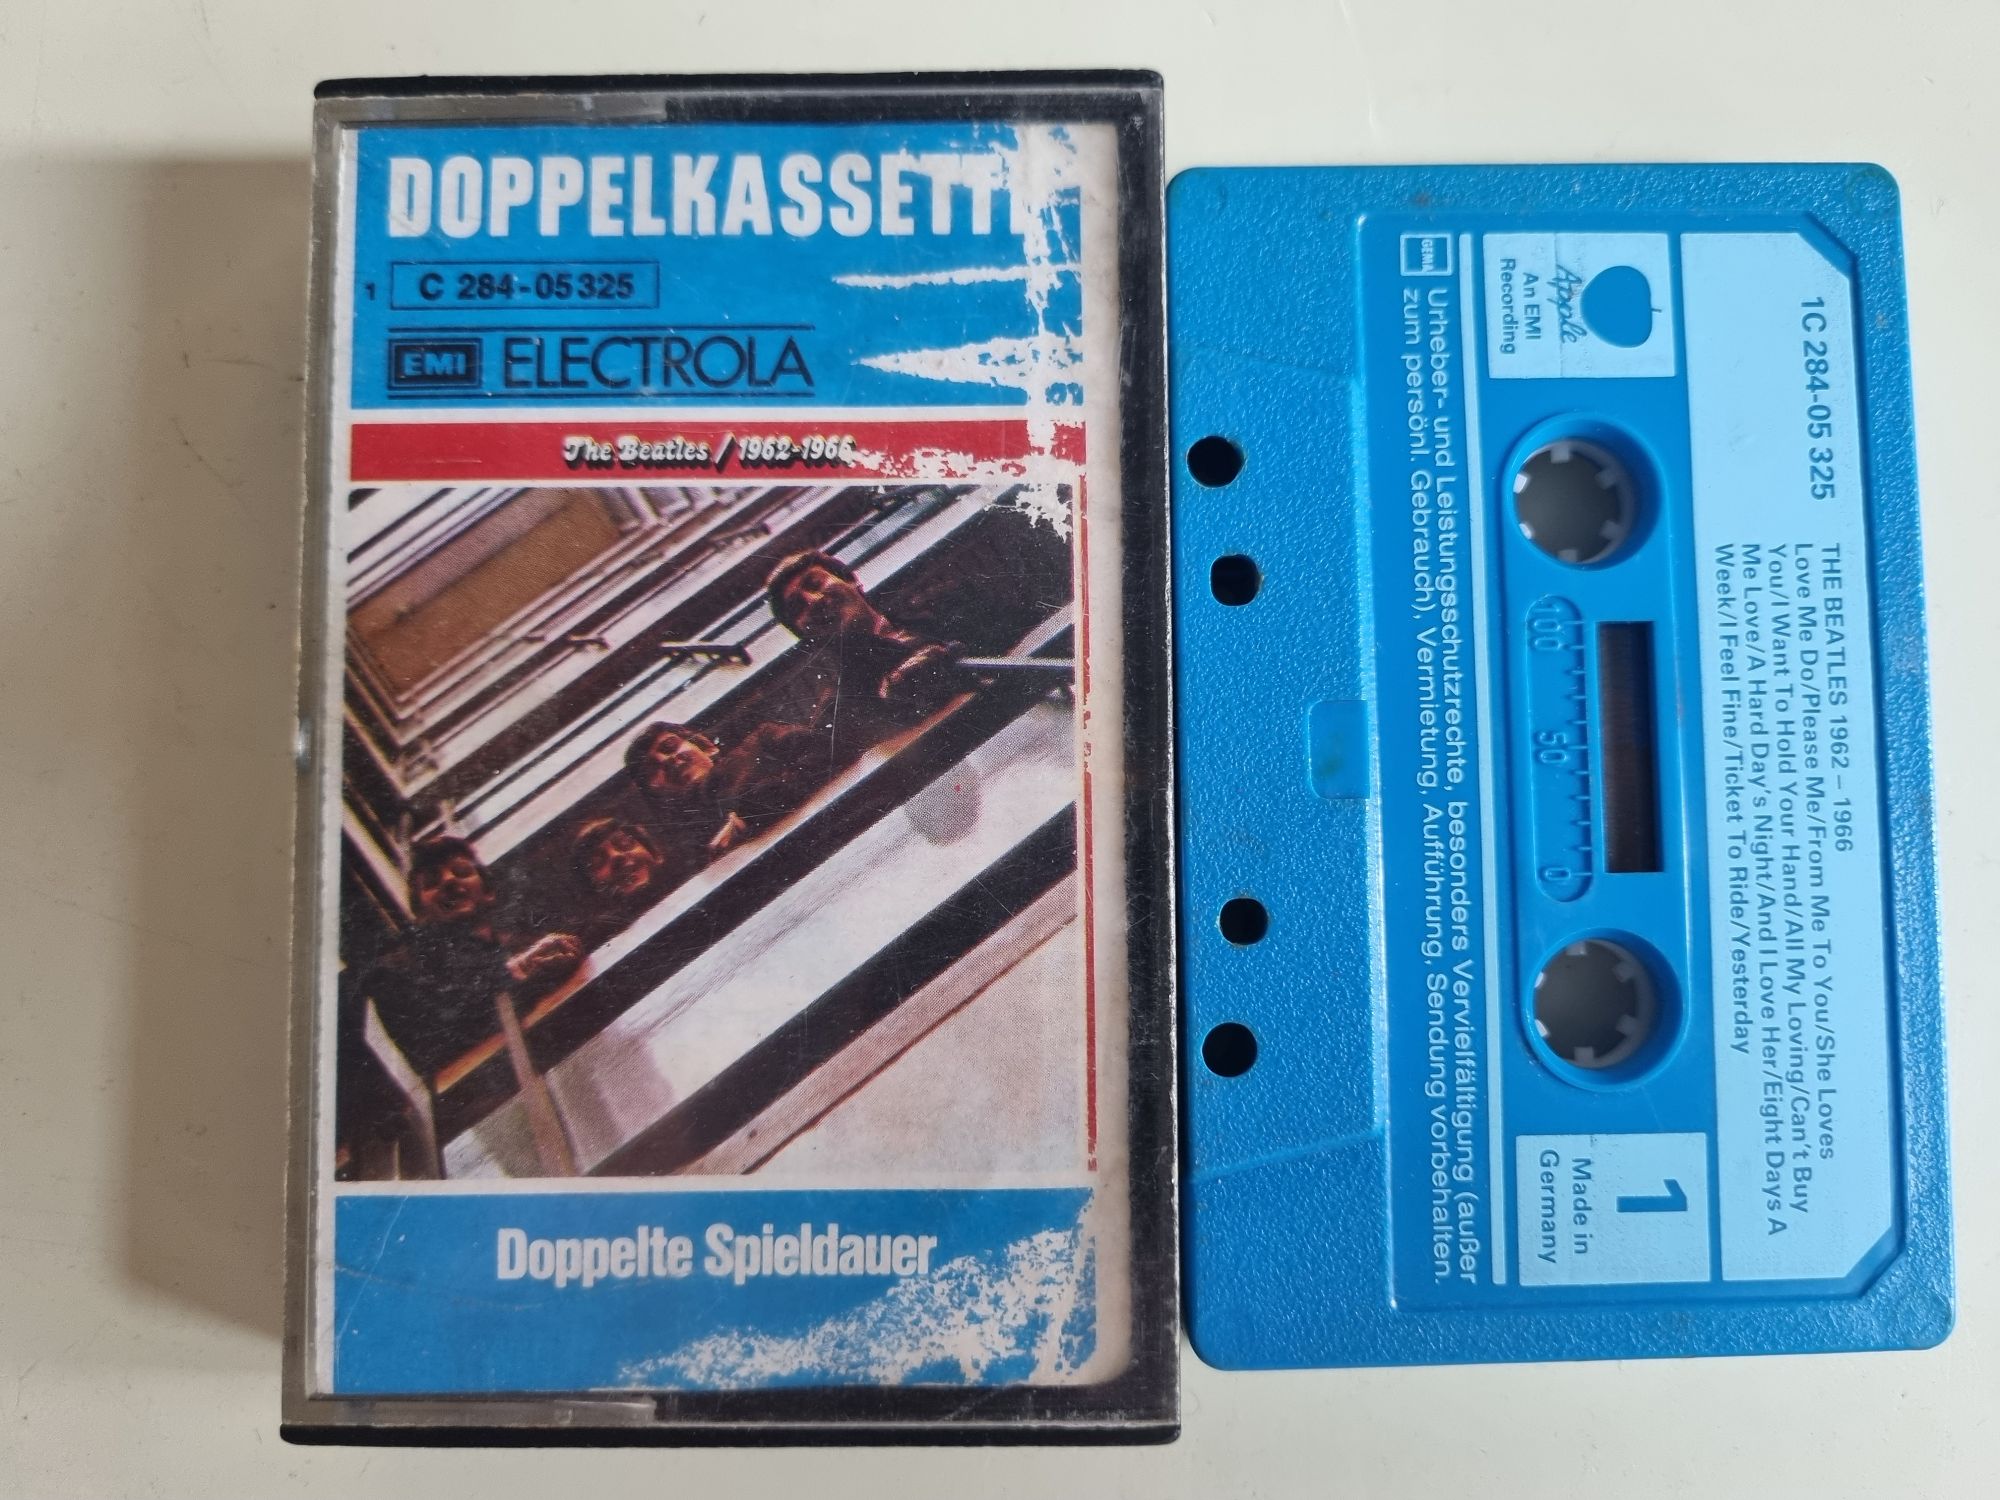 DOPPELKASSETTE
1 C 284-05 325
EMI ELECTROLA
The Beatles / 1962-1966
Doppelte Spieldauer
1C 284-05 325
THE BEATLES 1962 – 1966
Love Me Do/Please Me/From Me To You/She Loves
You/I Want To Hold Your Hand/All My Loving/Can't Buy
Me Love/A Hard Day's Night/And I Love Her/Eight Days A
Week/I Feel Fine/Ticket To Ride/Yesterday
Apple
An EMI
Recording
100 50 0
1
Made in
Germany
GEMA
Urheber- und Leistungsschutzrechte, besonders Vervielfältigung (außer
zum persönl. Gebrauch), Vermietung, Aufführung, Sendung vorbehalten.